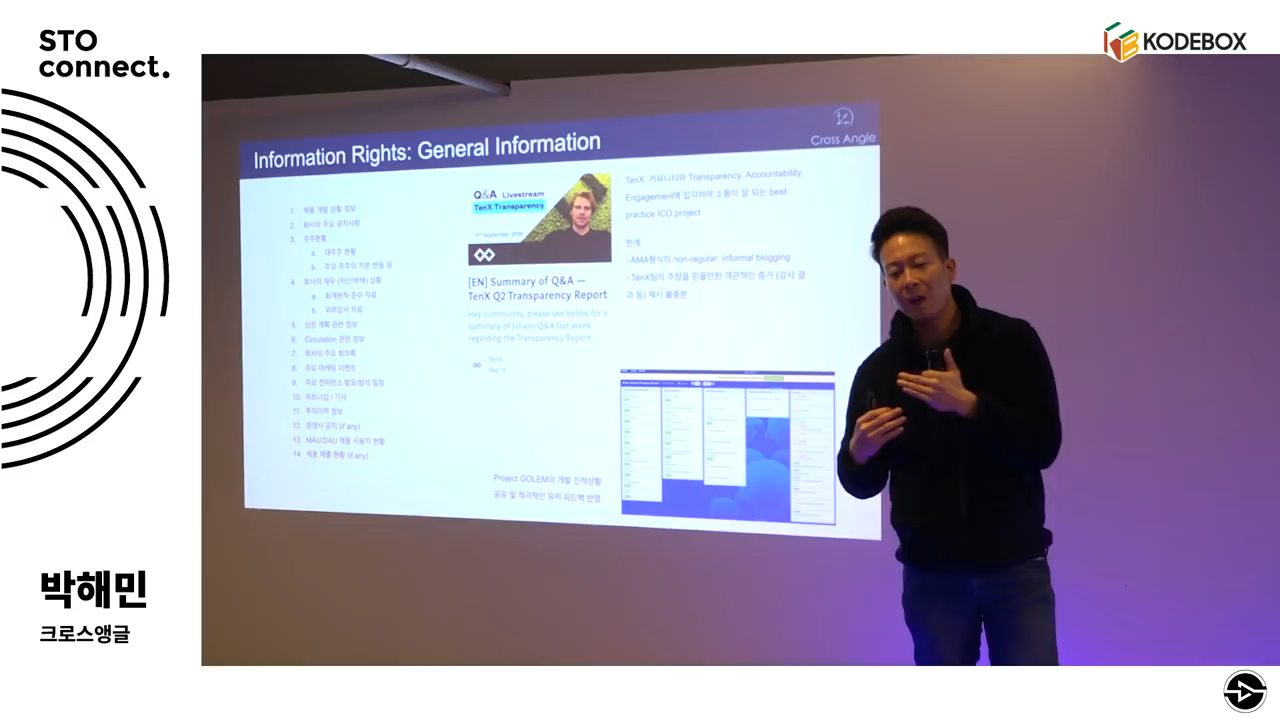 STO
connect.
KODEBOX
Information Rights: General Information
Cross Angle
1. 제품 개발 상황 정보
2. 회사의 주요 공지사항
3. 주주현황
a. 대주주 현황
b. 주요 주주의 지분 변동 등
4. 회사의 재무 (자산/부채) 상황
a. 회계원칙 준수 자료
b. 외부감사 자료
5. 상장 계획 관련 정보
6. Circulation 관련 정보
7. 회사의 주요 회의록
8. 주요 마케팅 이벤트
9. 주요 컨퍼런스 발표/참석 일정
10. 파트너십 / 기사
11. 투자이력 정보
12. 경영사 공지 (if any)
13. MAU/DAU 제품 사용자 현황
14. 제품 매출 현황 (if any)
Q&A Livestream
TenX Transparency
[EN] Summary of Q&A —
TenX Q2 Transparency Report
Hey community, please see below for a
summary of Julians Q&A last week
regarding the Transparency Report:
TenX
TenX: 커뮤니티와 Transparency, Accountability,
Engagement에 입각하여 소통이 잘 되는 best
practice ICO project
한계
- AMA형식의 non-regular, informal blogging
- TenX팀의 주장을 믿을만한 객관적인 증거 (감사 결
과 등) 제시 불충분
Project GOLEM의 개발 진척상황
공유 및 적극적인 유저 피드백 반영
박해민
크로스앵글